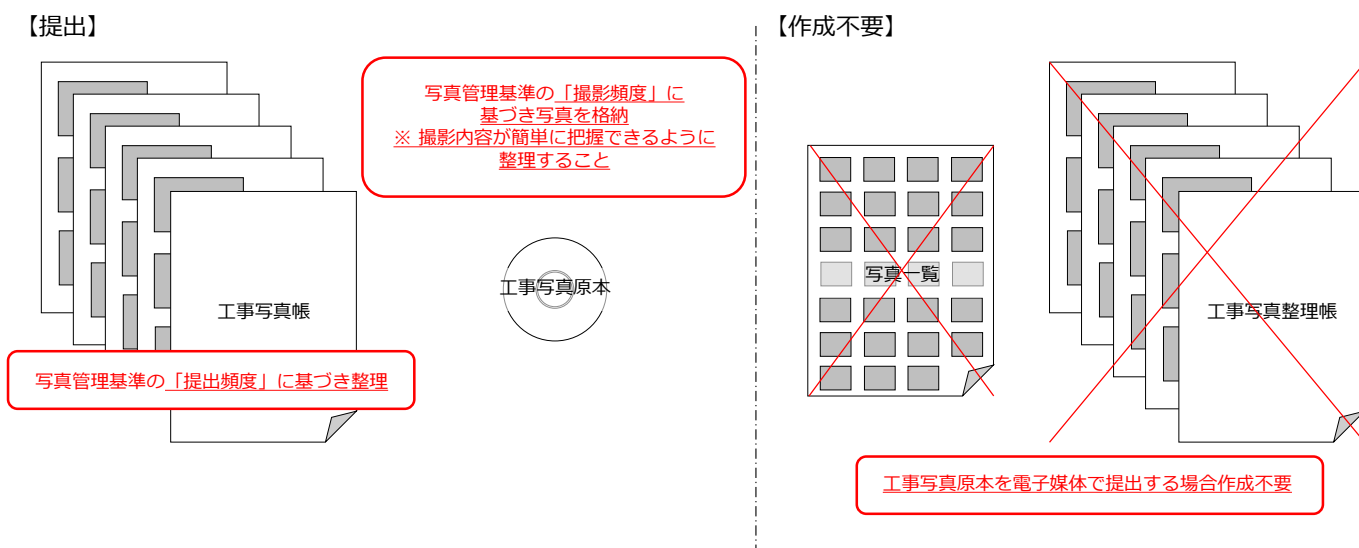 【提出】
写真管理基準の「撮影頻度」に
基づき写真を格納
※ 撮影内容が簡単に把握できるように
整理すること
工事写真原本
工事写真帳
写真管理基準の「提出頻度」に基づき整理
【作成不要】
写真一覧
工事写真整理帳
工事写真原本を電子媒体で提出する場合作成不要